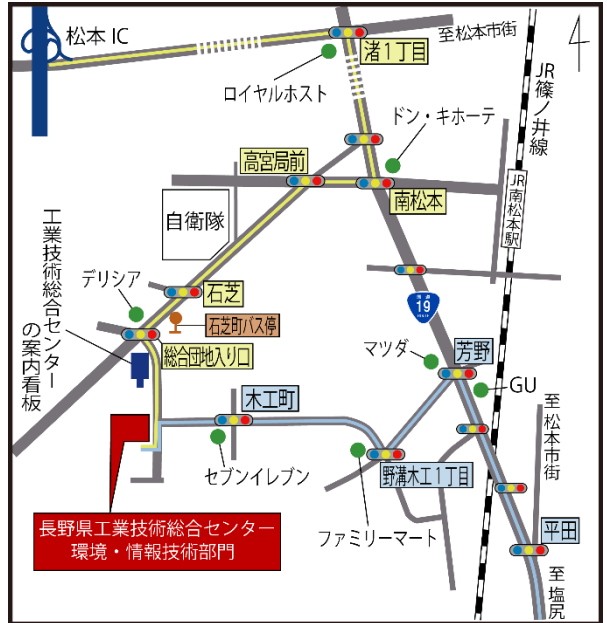 松本 IC
渚1丁目
至松本市街
ロイヤルホスト
JR篠ノ井線
ドン・キホーテ
高宮局前
南松本
JR南松本駅
自衛隊
工業技術総合センター
の案内看板
デリシア
石芝
石芝町バス停
国道
19
総合団地入り口
マツダ
芳野
GU
木工町
至松本市街
セブンイレブン
野溝木工1丁目
ファミリーマート
長野県工業技術総合センター
環境・情報技術部門
平田
至塩尻